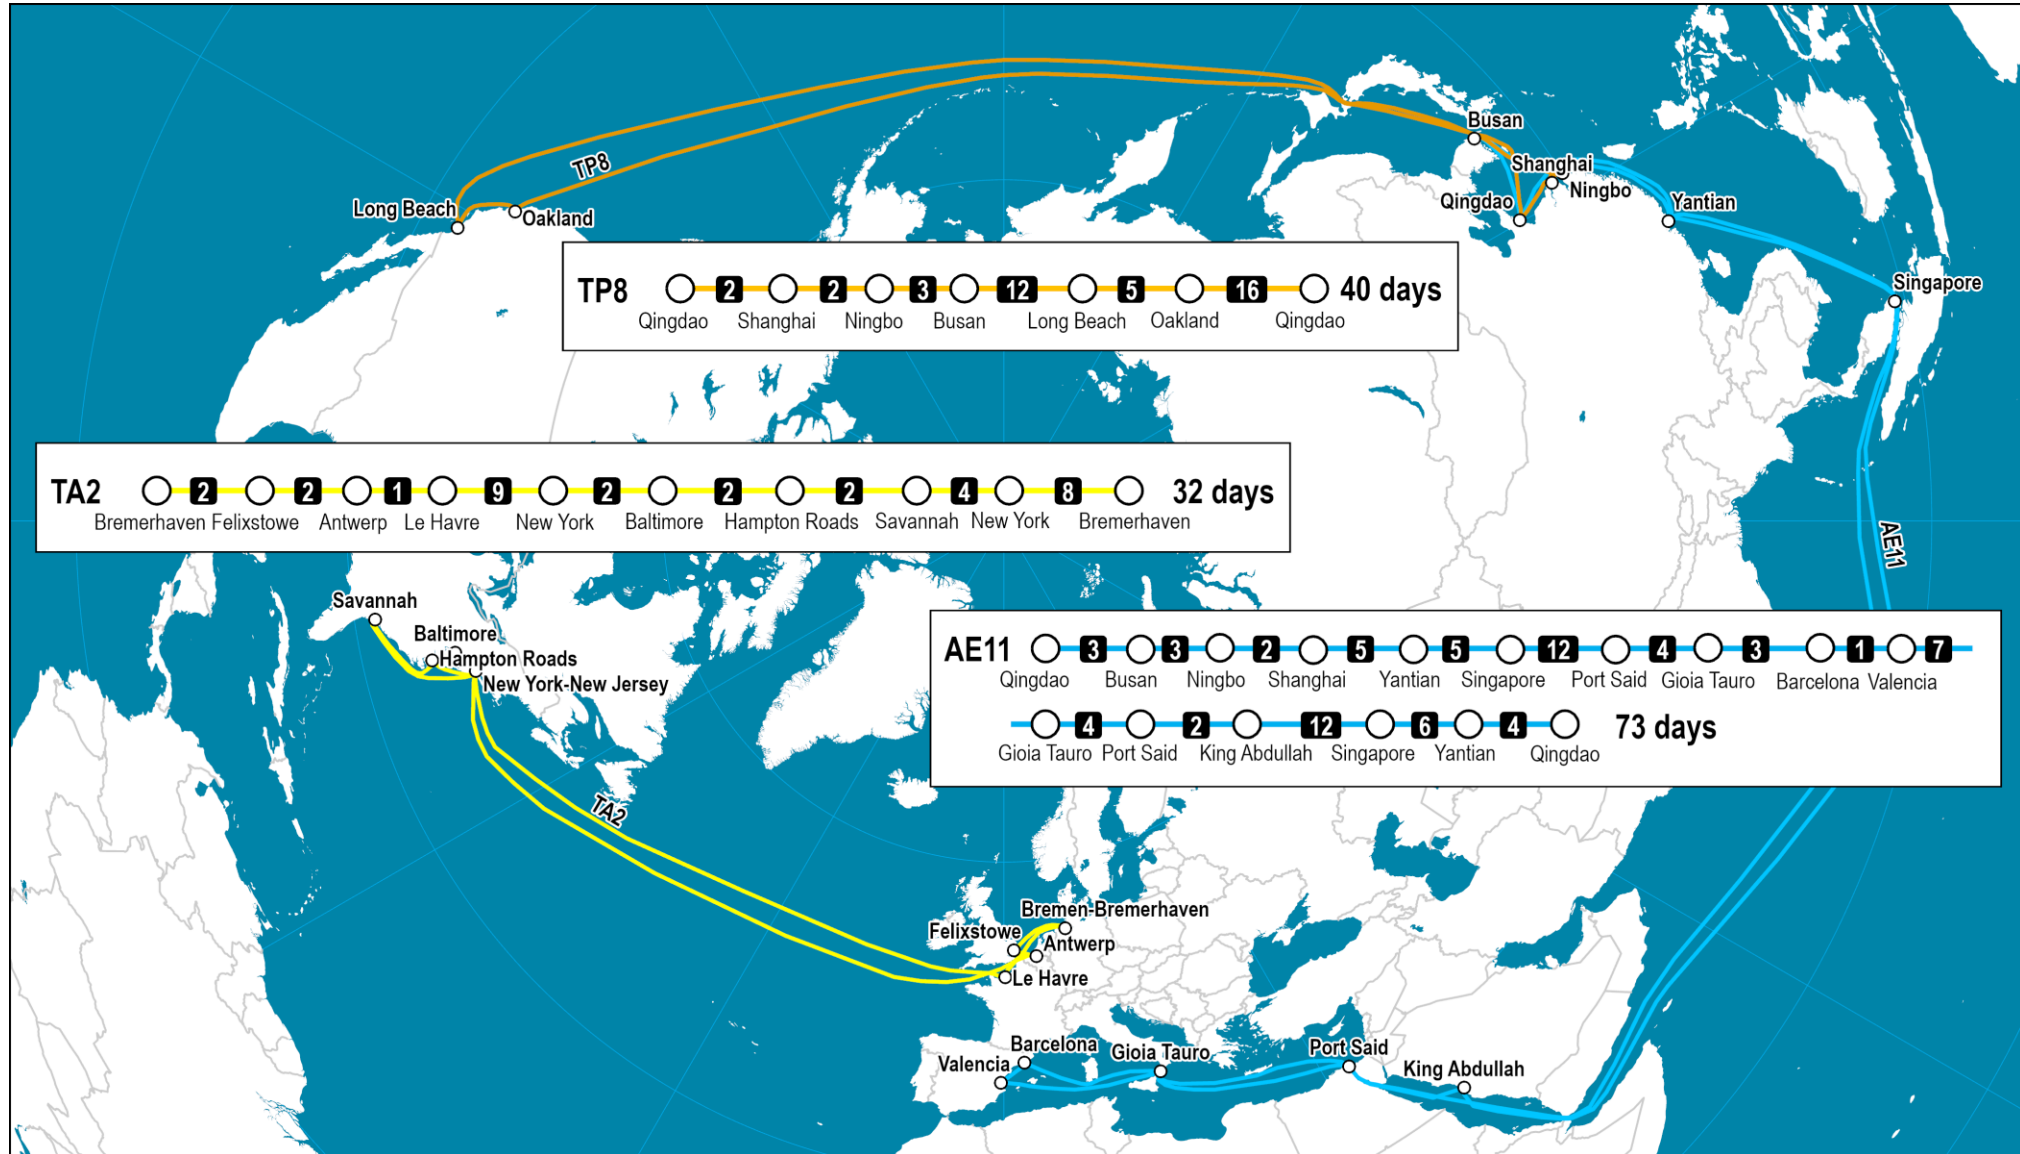 Busan
Shanghai
TP8
Ningbo
Qingdao
Long Beach
Oakland
Yantian
Singapore
TP8 2 2 3 12 5 16 40 days
Qingdao Shanghai Ningbo Busan Long Beach Oakland Qingdao
TA2 2 2 1 9 2 2 2 4 8 32 days
Bremerhaven Felixstowe Antwerp Le Havre New York Baltimore Hampton Roads Savannah New York Bremerhaven
AE11
Savannah
Baltimore
Hampton Roads
New York-New Jersey
AE11 3 3 2 5 5 12 4 3 1 7
Qingdao Busan Ningbo Shanghai Yantian Singapore Port Said Gioia Tauro Barcelona Valencia
4 2 12 6 4 73 days
Gioia Tauro Port Said King Abdullah Singapore Yantian Qingdao
TA2
Bremen-Bremerhaven
Felixstowe
Antwerp
Le Havre
Barcelona
Gioia Tauro
Port Said
Valencia
King Abdullah